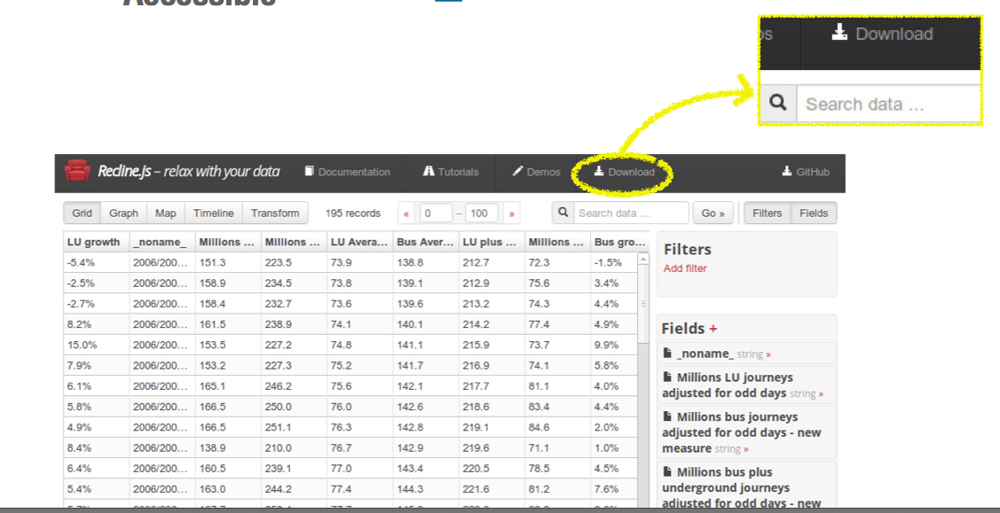 Accessible
os Download
Search data ...
Recline.js – relax with your data Documentation Tutorials Demos Download GitHub
Grid Graph Map Timeline Transform 195 records « 0 – 100 » Search data ... Go » Filters Fields
LU growth _noname_ Millions ... Millions ... LU Avera... Bus Aver... LU plus ... Millions ... Bus gro...
-5.4% 2006/200... 151.3 223.5 73.9 138.8 212.7 72.3 -1.5%
-2.5% 2006/200... 158.9 234.5 73.8 139.1 212.9 75.6 3.4%
-2.7% 2006/200... 158.4 232.7 73.6 139.6 213.2 74.3 4.4%
8.2% 2006/200... 161.5 238.9 74.1 140.1 214.2 77.4 4.9%
15.0% 2006/200... 153.5 227.2 74.8 141.1 215.9 73.7 9.9%
7.9% 2006/200... 153.2 227.3 75.2 141.7 216.9 74.1 5.8%
6.1% 2006/200... 165.1 246.2 75.6 142.1 217.7 81.1 4.0%
5.8% 2006/200... 166.5 250.0 76.0 142.6 218.6 83.4 4.4%
4.9% 2006/200... 166.5 251.1 76.3 142.8 219.1 84.6 2.0%
8.4% 2006/200... 138.9 210.0 76.7 142.9 219.6 71.1 1.0%
6.4% 2006/200... 160.5 239.1 77.0 143.4 220.5 78.5 4.5%
5.4% 2006/200... 163.0 244.2 77.4 144.3 221.6 81.2 7.6%
Filters
Add filter
Fields +
_noname_ string »
Millions LU journeys
adjusted for odd days string »
Millions bus journeys
adjusted for odd days - new
measure string »
Millions bus plus
underground journeys
adjusted for odd days - new